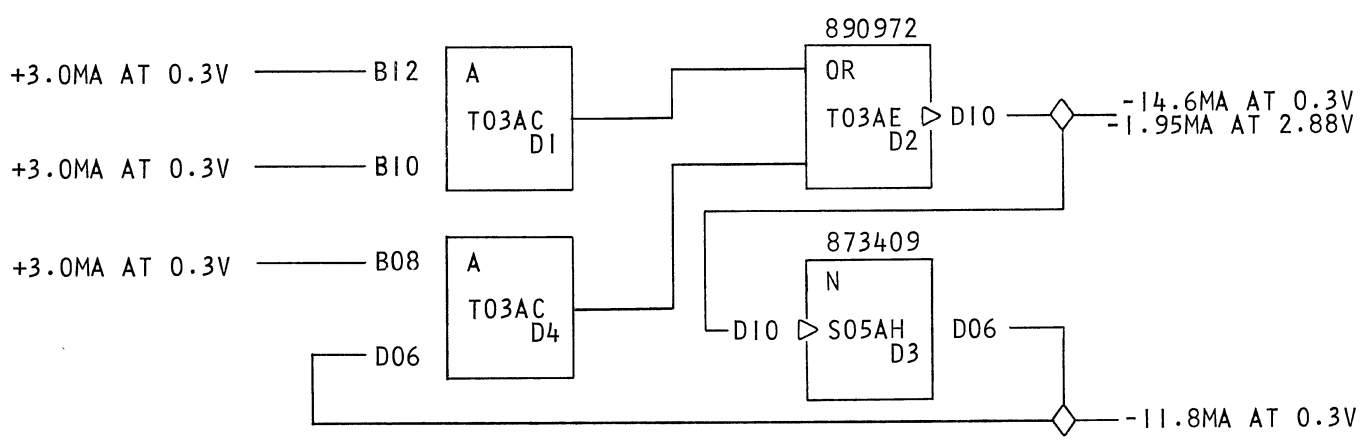 890972
+3.0MA AT 0.3V
B12
A
OR
T03AC
D1
T03AE
D2
D10
-14.6MA AT 0.3V
-1.95MA AT 2.88V
+3.0MA AT 0.3V
B10
873409
+3.0MA AT 0.3V
B08
A
N
T03AC
D4
D10
S05AH
D3
D06
D06
-11.8MA AT 0.3V